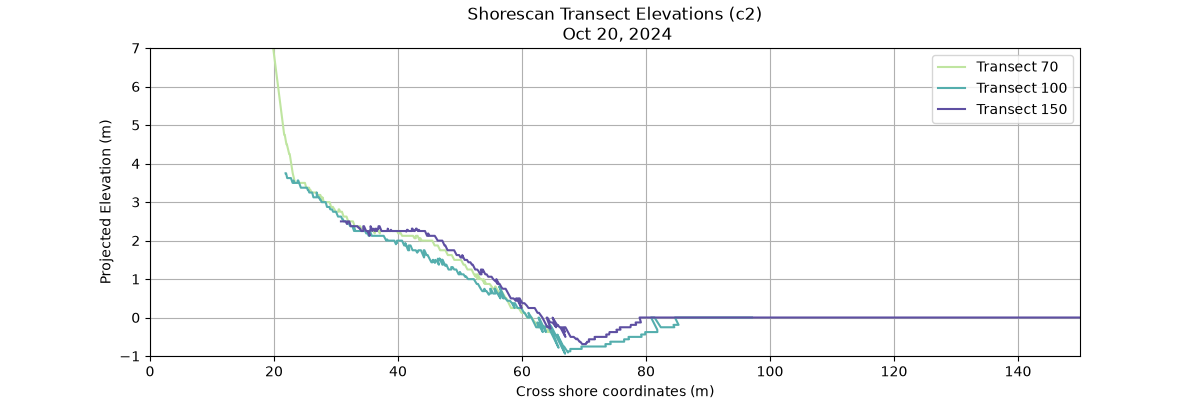 Shorescan Transect Elevations (c2)
Oct 20, 2024
Projected Elevation (m)
7
6
5
4
3
2
1
0
−1
Transect 70
Transect 100
Transect 150
0 20 40 60 80 100 120 140
Cross shore coordinates (m)